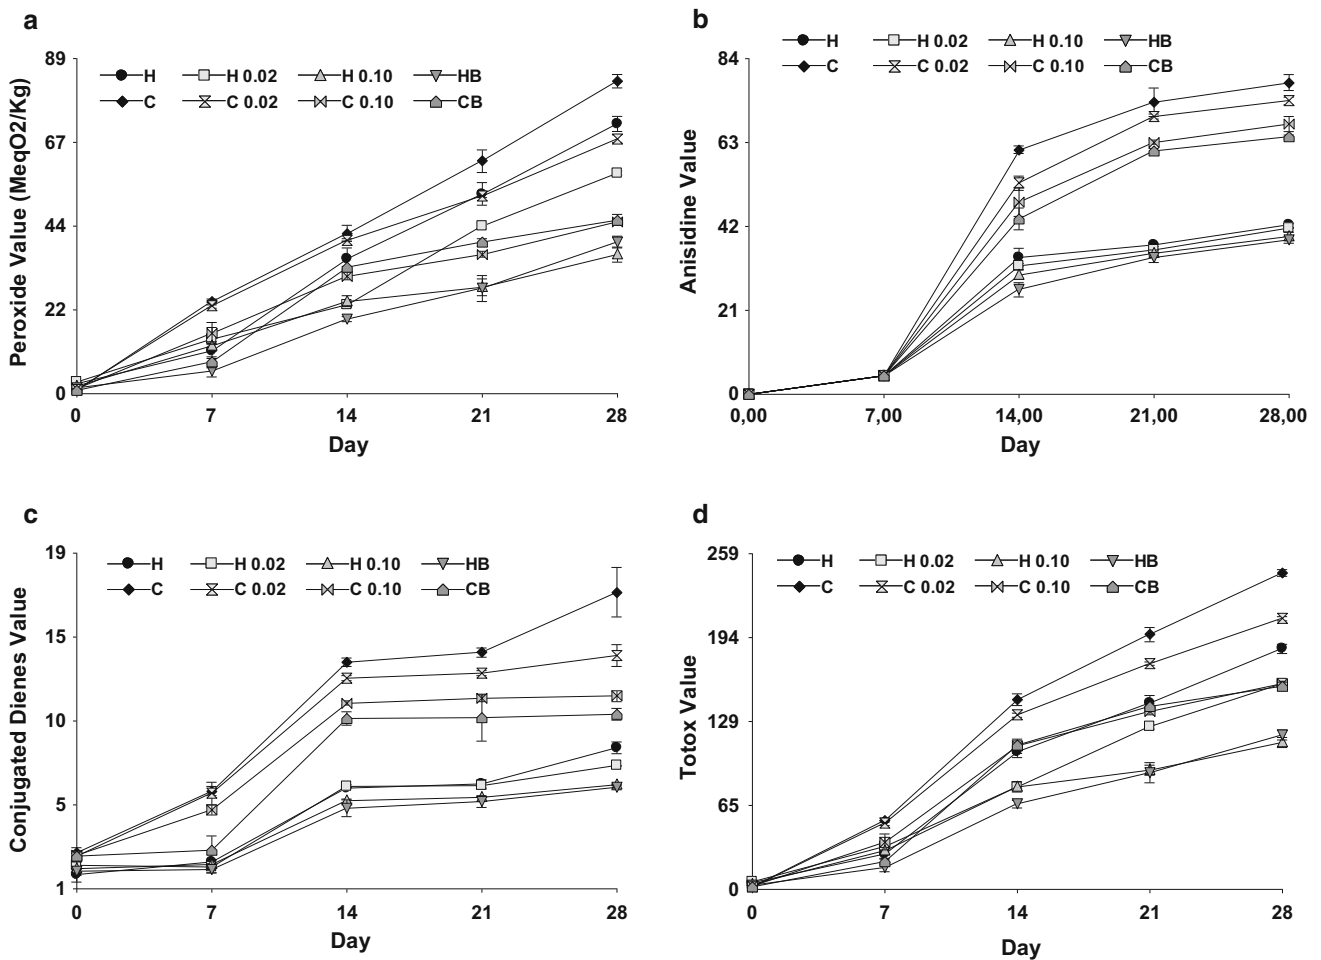 a
89
67
44
22
0
Peroxide Value (MeqO2/Kg)
H H 0.02 H 0.10 HB
C C 0.02 C 0.10 CB
0 7 14 21 28
Day
b
84
63
42
21
0
Anisidine Value
H H 0.02 H 0.10 HB
C C 0.02 C 0.10 CB
0,00 7,00 14,00 21,00 28,00
Day
c
19
15
10
5
1
Conjugated Dienes Value
H H 0.02 H 0.10 HB
C C 0.02 C 0.10 CB
0 7 14 21 28
Day
d
259
194
129
65
0
Totox Value
H H 0.02 H 0.10 HB
C C 0.02 C 0.10 CB
0 7 14 21 28
Day